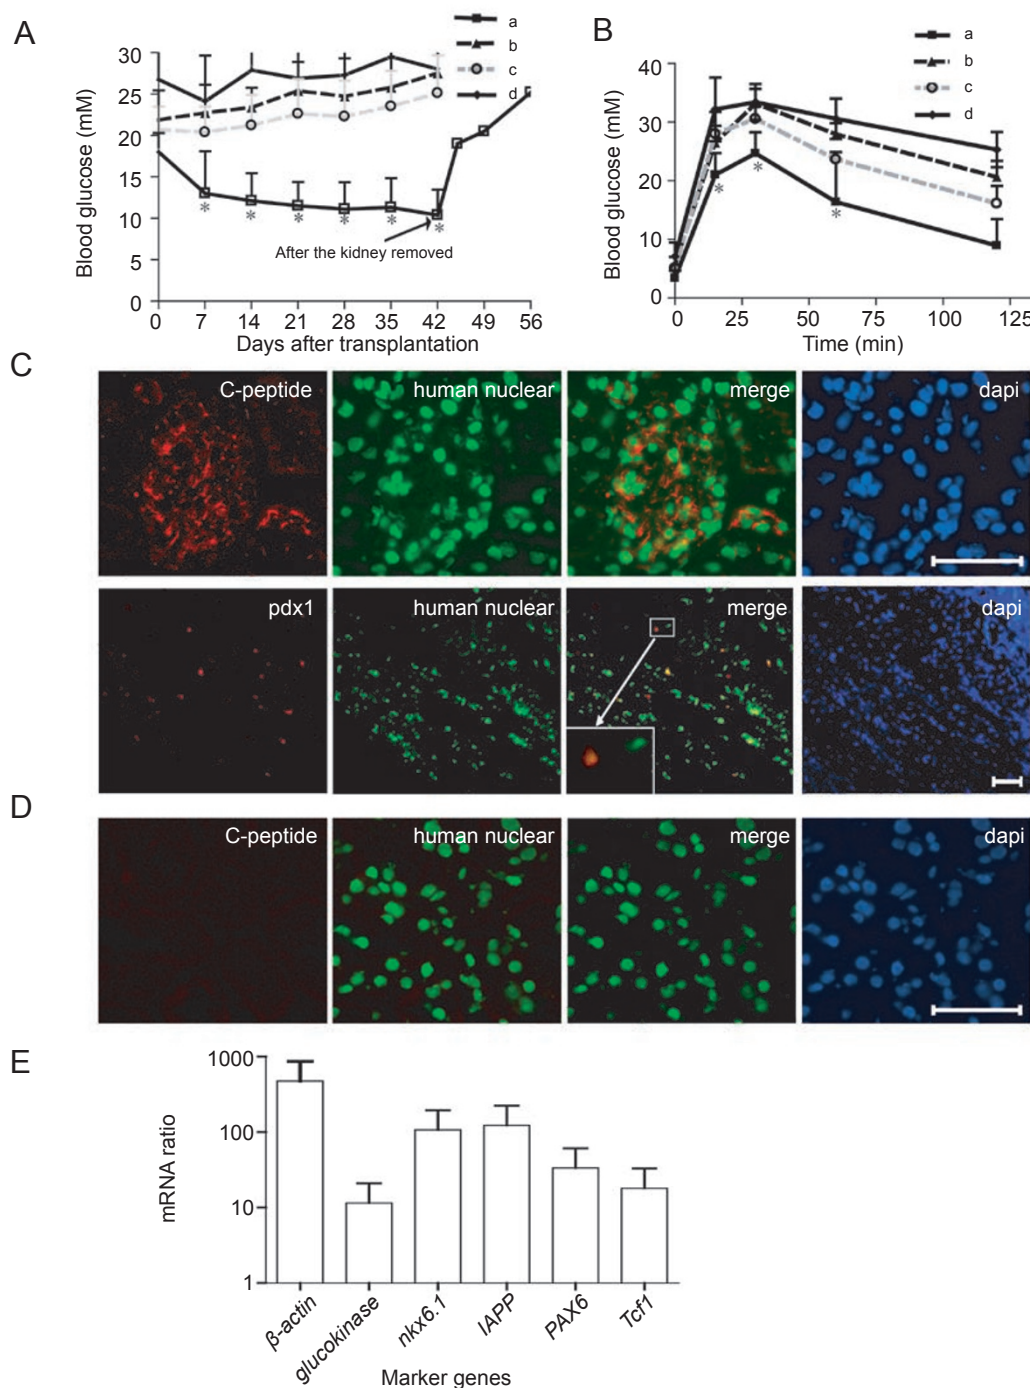 A
a
b
c
d
30
25
20
15
10
5
0
Blood glucose (mM)
* * * * * *
After the kidney removed
0 7 14 21 28 35 42 49 56
Days after transplantation
B
a
b
c
d
40
30
20
10
0
Blood glucose (mM)
* * *
0 25 50 75 100 125
Time (min)
C
C-peptide human nuclear merge dapi
pdx1 human nuclear merge dapi
D
C-peptide human nuclear merge dapi
E
1000
100
10
1
mRNA ratio
β-actin glucokinase nkx6.1 IAPP PAX6 Tcf1
Marker genes